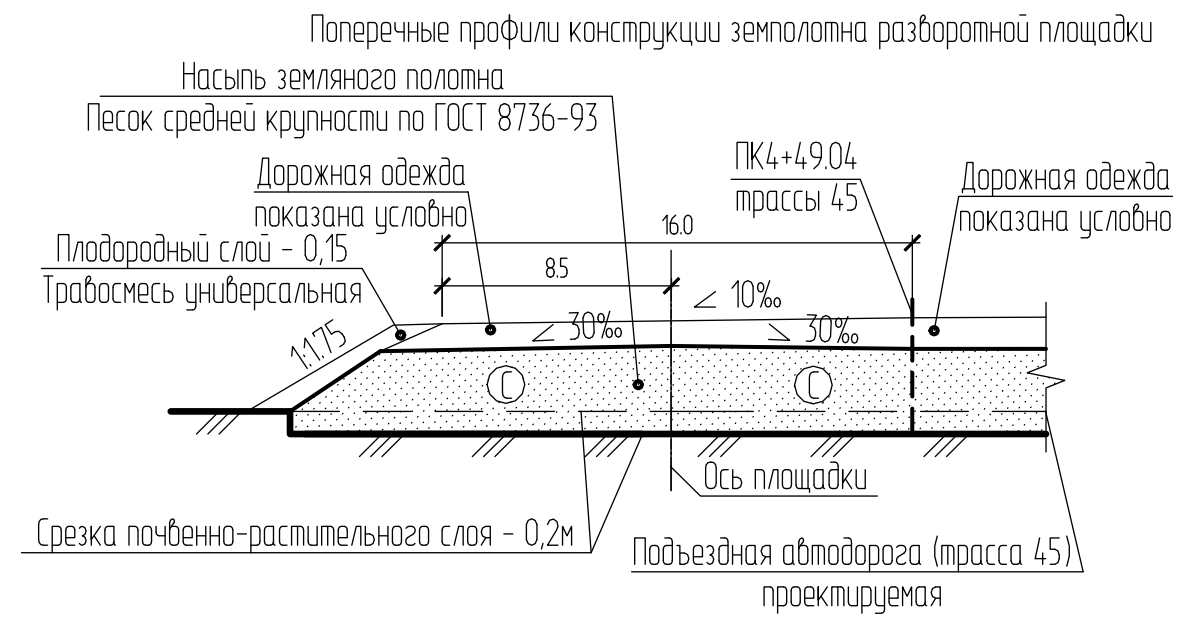 Поперечные профили конструкции земполотна разворотной площадки
Насыпь земляного полотна
Песок средней крупности по ГОСТ 8736-93
ПК4+49.04
трассы 45
Дорожная одежда
показана условно
Дорожная одежда
показана условно
16.0
Плодородный слой - 0,15
Травосмесь универсальная
8.5
10‰
1:1.75
30‰
30‰
С
С
Ось площадки
Срезка почвенно-растительного слоя - 0,2м
Подъездная автодорога (трасса 45)
проектируемая